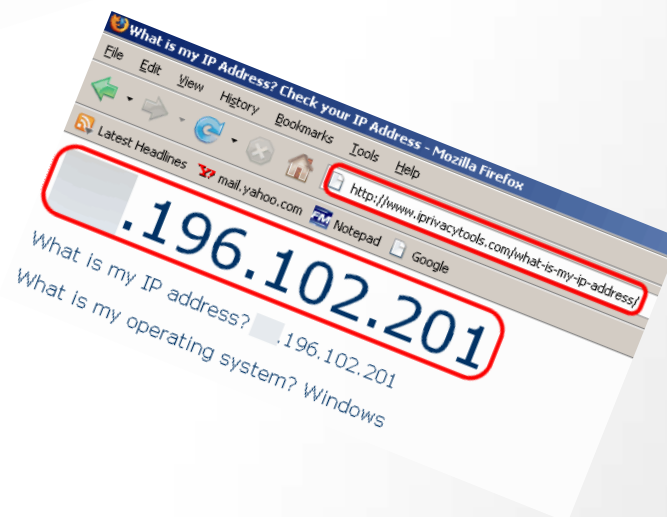 What is my IP Address? Check your IP Address - Mozilla Firefox
File Edit View History Bookmarks Tools Help
http://www.iprivacytools.com/what-is-my-ip-address/
Latest Headlines mail.yahoo.com Notepad Google
.196.102.201
What is my IP address? .196.102.201
What is my operating system? Windows